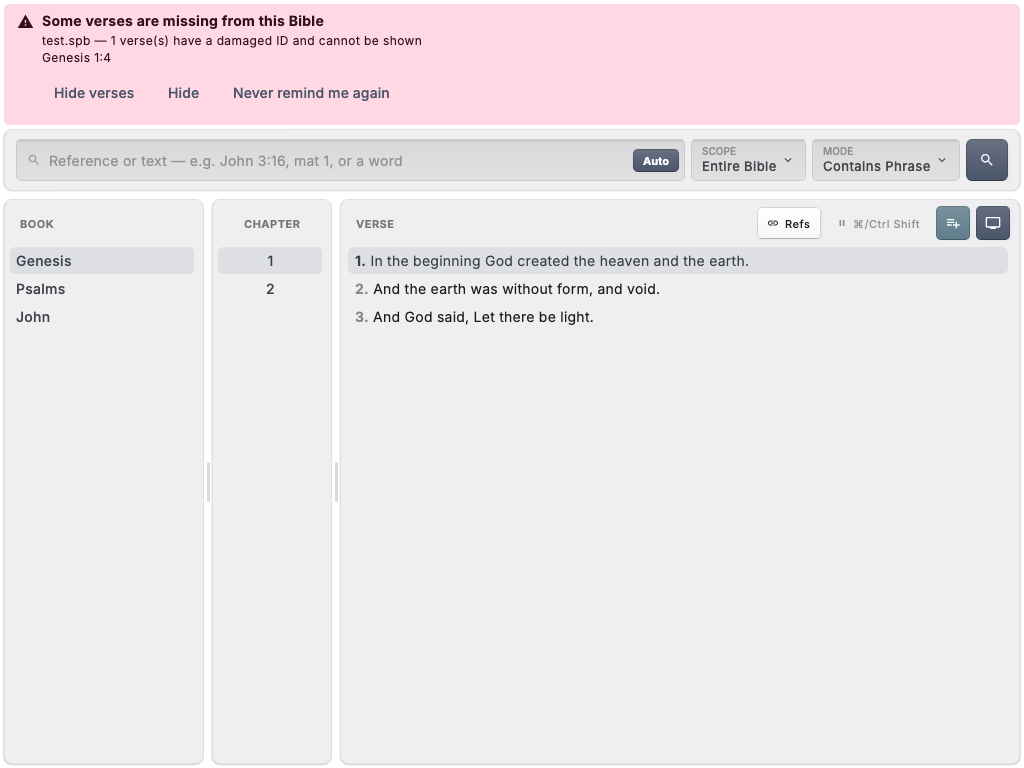 Some verses are missing from this Bible
test.spb — 1 verse(s) have a damaged ID and cannot be shown
Genesis 1:4
Hide verses Hide Never remind me again
Reference or text — e.g. John 3:16, mat 1, or a word
Auto
SCOPE
Entire Bible
MODE
Contains Phrase
BOOK
Genesis
Psalms
John
CHAPTER
1
2
VERSE
Refs
⌘/Ctrl Shift
1. In the beginning God created the heaven and the earth.
2. And the earth was without form, and void.
3. And God said, Let there be light.